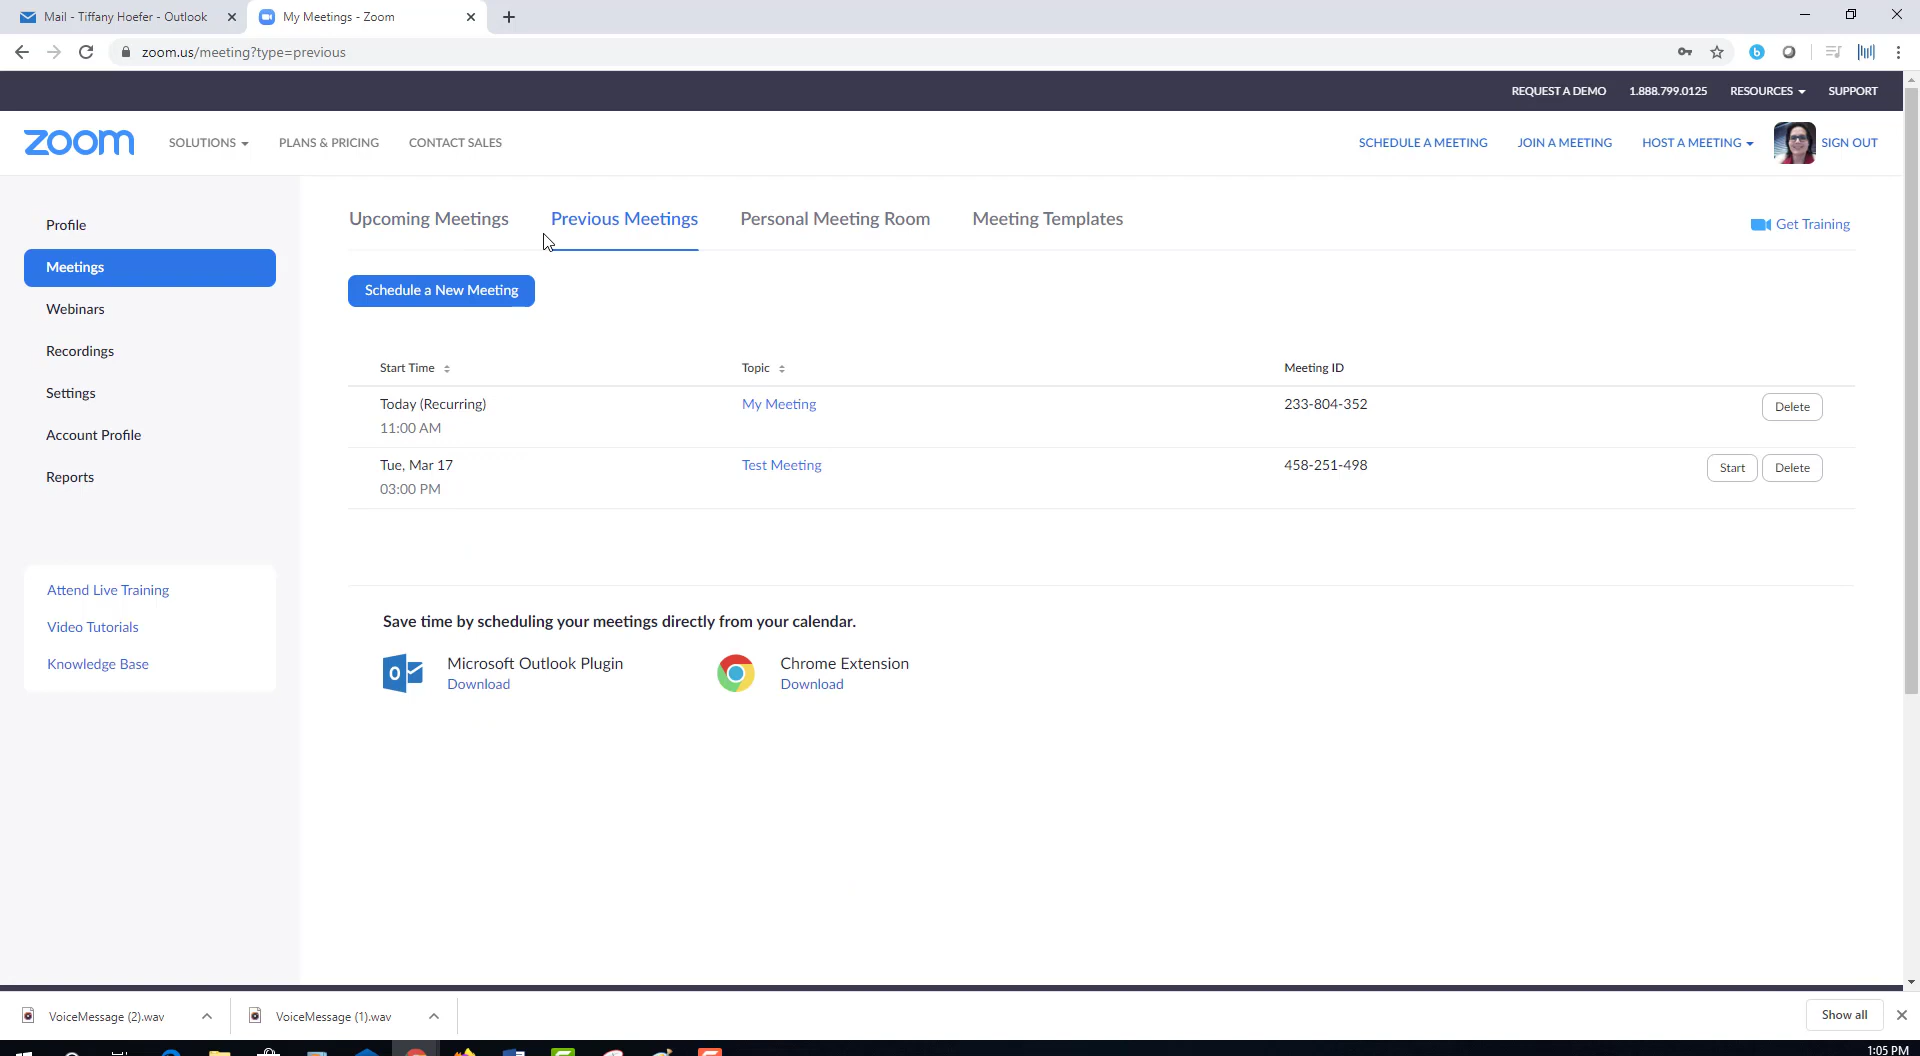 Mail - Tiffany Hoefer - Outlook
My Meetings - Zoom
zoom.us/meeting?type=previous
REQUEST A DEMO 1.888.799.0125 RESOURCES SUPPORT
zoom SOLUTIONS PLANS & PRICING CONTACT SALES SCHEDULE A MEETING JOIN A MEETING HOST A MEETING SIGN OUT
Profile
Meetings
Webinars
Recordings
Settings
Account Profile
Reports
Attend Live Training
Video Tutorials
Knowledge Base
Upcoming Meetings Previous Meetings Personal Meeting Room Meeting Templates Get Training
Schedule a New Meeting
Start Time Topic Meeting ID
Today (Recurring) My Meeting 233-804-352 Delete
11:00 AM
Tue, Mar 17 Test Meeting 458-251-498 Start Delete
03:00 PM
Save time by scheduling your meetings directly from your calendar.
Microsoft Outlook Plugin
Download
Chrome Extension
Download
VoiceMessage (2).wav VoiceMessage (1).wav Show all
1:05 PM